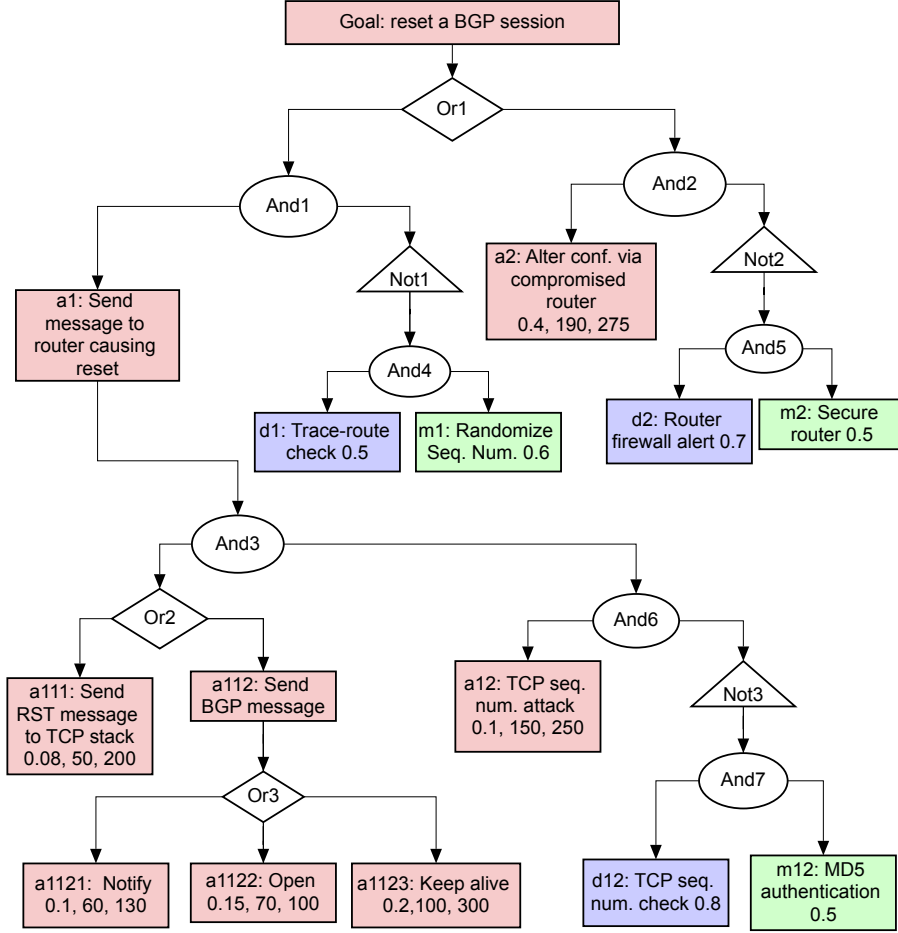 Goal: reset a BGP session
Or1
And1
And2
a1: Send
message to
router causing
reset
Not1
a2: Alter conf. via
compromised
router
0.4, 190, 275
Not2
And4
And5
d1: Trace-route
check 0.5
m1: Randomize
Seq. Num. 0.6
d2: Router
firewall alert 0.7
m2: Secure
router 0.5
And3
Or2
And6
a111: Send
RST message
to TCP stack
0.08, 50, 200
a112: Send
BGP message
a12: TCP seq.
num. attack
0.1, 150, 250
Not3
Or3
And7
a1121: Notify
0.1, 60, 130
a1122: Open
0.15, 70, 100
a1123: Keep alive
0.2,100, 300
d12: TCP seq.
num. check 0.8
m12: MD5
authentication
0.5